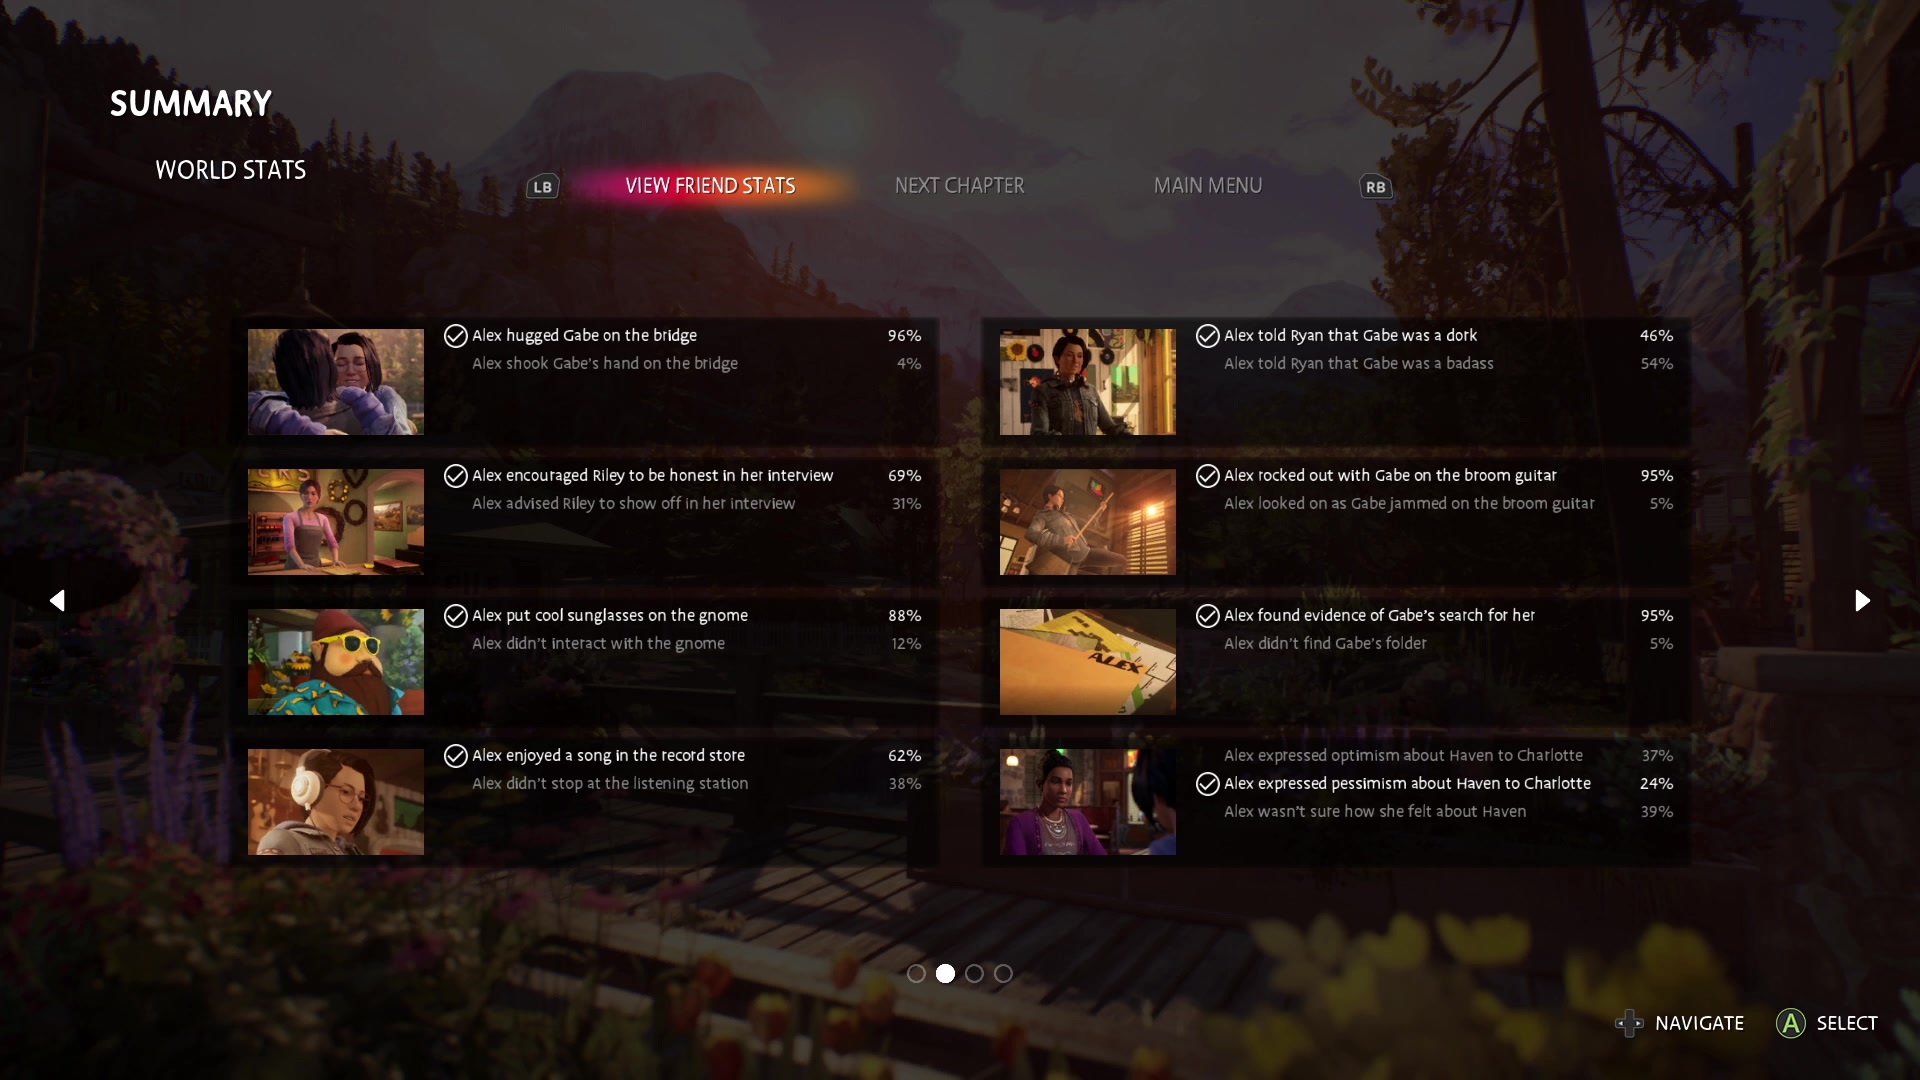 SUMMARY
WORLD STATS
LB
VIEW FRIEND STATS
NEXT CHAPTER
MAIN MENU
RB
Alex hugged Gabe on the bridge 96%
Alex shook Gabe's hand on the bridge 4%
Alex encouraged Riley to be honest in her interview 69%
Alex advised Riley to show off in her interview 31%
Alex put cool sunglasses on the gnome 88%
Alex didn't interact with the gnome 12%
Alex enjoyed a song in the record store 62%
Alex didn't stop at the listening station 38%
Alex told Ryan that Gabe was a dork 46%
Alex told Ryan that Gabe was a badass 54%
Alex rocked out with Gabe on the broom guitar 95%
Alex looked on as Gabe jammed on the broom guitar 5%
ALEX
Alex found evidence of Gabe's search for her 95%
Alex didn't find Gabe's folder 5%
Alex expressed optimism about Haven to Charlotte 37%
Alex expressed pessimism about Haven to Charlotte 24%
Alex wasn't sure how she felt about Haven 39%
NAVIGATE
A SELECT